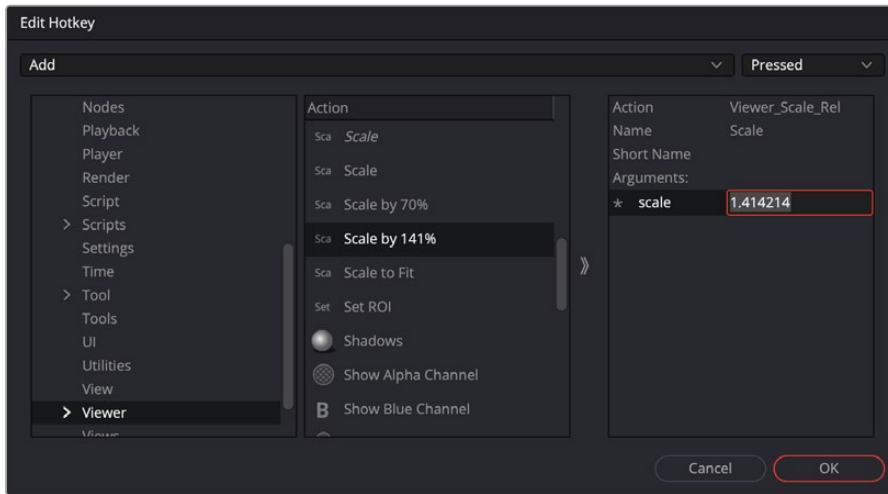 Edit Hotkey
Add
Pressed
Nodes
Playback
Player
Render
Script
Scripts
Settings
Time
Tool
Tools
UI
Utilities
View
Viewer
Views
Action
Sca Scale
Sca Scale
Sca Scale by 70%
Sca Scale by 141%
Sca Scale to Fit
Set Set ROI
Shadows
Show Alpha Channel
B Show Blue Channel
Action Viewer_Scale_Rel
Name Scale
Short Name
Arguments:
* scale 1.414214
Cancel
OK